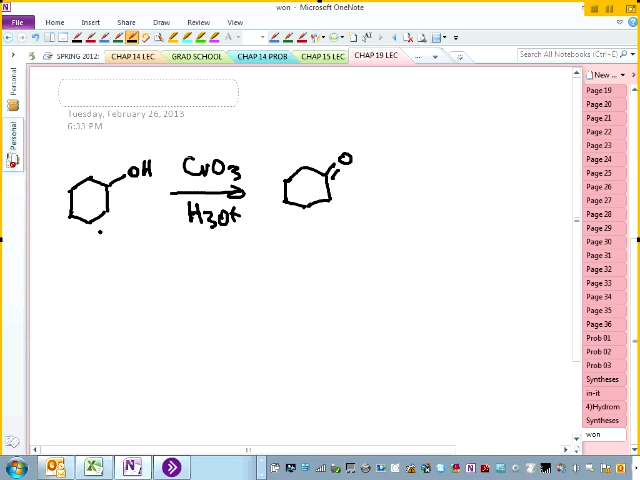 won - Microsoft OneNote
File
Home
Insert
Share
Draw
Review
View
SPRING 2012:
CHAP 14 LEC
GRAD SCHOOL
CHAP 14 PROB
CHAP 15 LEC
CHAP 19 LEC
...
Search All Notebooks (Ctrl+E)
Personal
Personal
Tuesday, February 26, 2013
6:33 PM
OH
CrO3
H3O+
O
New ...
Page 19
Page 20
Page 21
Page 22
Page 23
Page 24
Page 25
Page 26
Page 27
Page 28
Page 29
Page 30
Page 31
Page 32
Page 33
Page 34
Page 35
Page 36
Prob 01
Prob 02
Prob 03
Syntheses
in-it
4)Hydrom
Syntheses
won